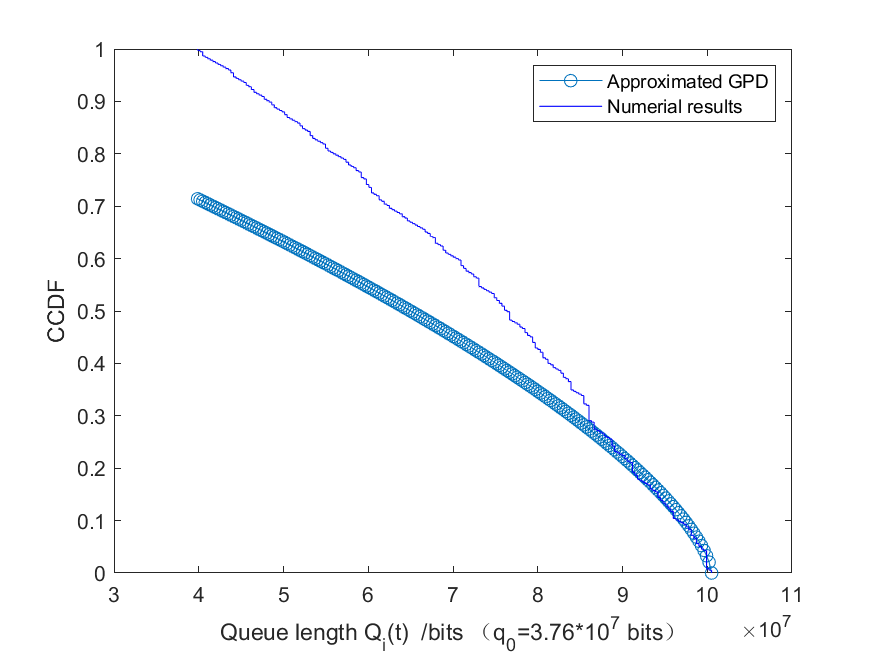 1
0.9
0.8
0.7
0.6
0.5
0.4
0.3
0.2
0.1
0
CCDF
Approximated GPD
Numerial results
3 4 5 6 7 8 9 10 11
×10^7
Queue length Q_i(t) /bits （q_0=3.76*10^7 bits）